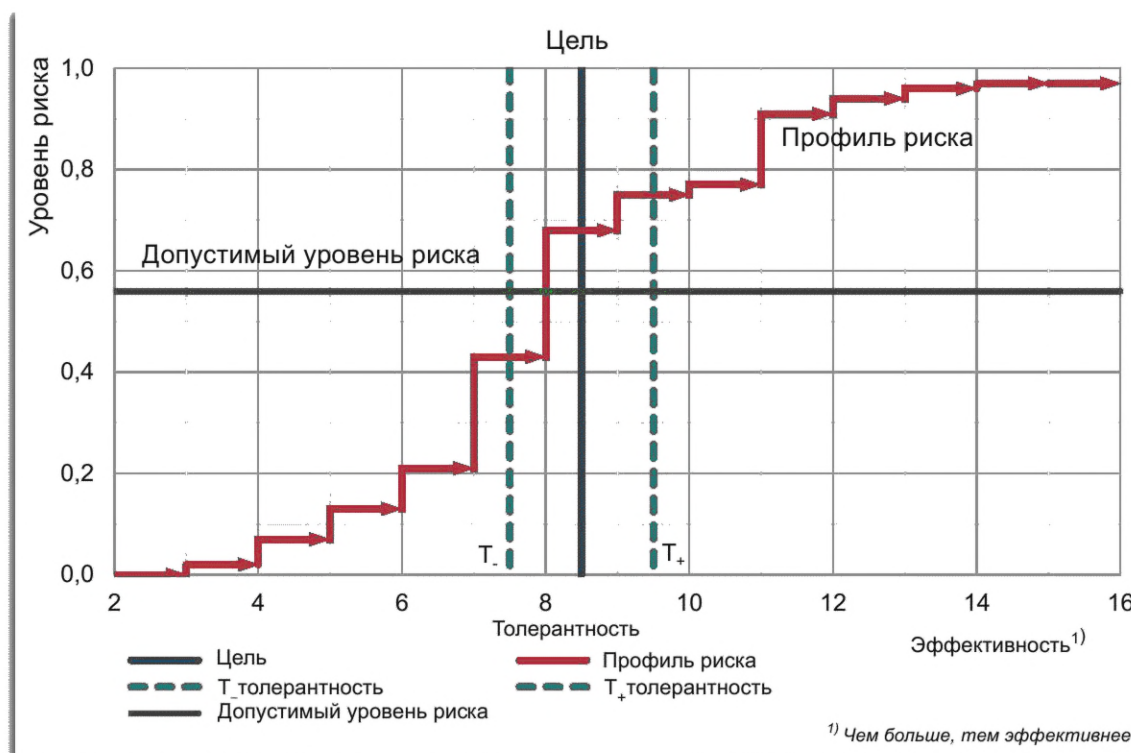 Цель
Уровень риска
1,0
0,8
0,6
0,4
0,2
0,0
Профиль риска
Допустимый уровень риска
T_
T+
2 4 6 8 10 12 14 16
Толерантность
Эффективность1)
Цель
Профиль риска
T_толерантность
T+толерантность
Допустимый уровень риска
1) Чем больше, тем эффективнее